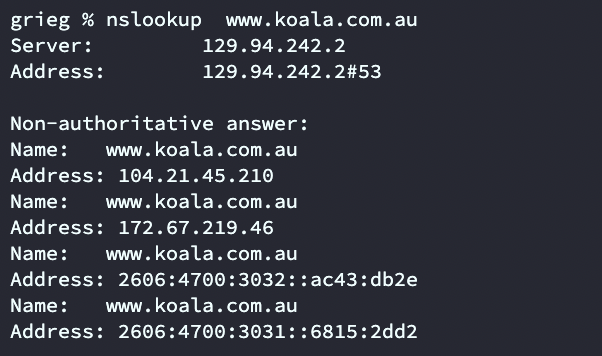 grieg % nslookup  www.koala.com.au
Server:         129.94.242.2
Address:        129.94.242.2#53

Non-authoritative answer:
Name:   www.koala.com.au
Address: 104.21.45.210
Name:   www.koala.com.au
Address: 172.67.219.46
Name:   www.koala.com.au
Address: 2606:4700:3032::ac43:db2e
Name:   www.koala.com.au
Address: 2606:4700:3031::6815:2dd2